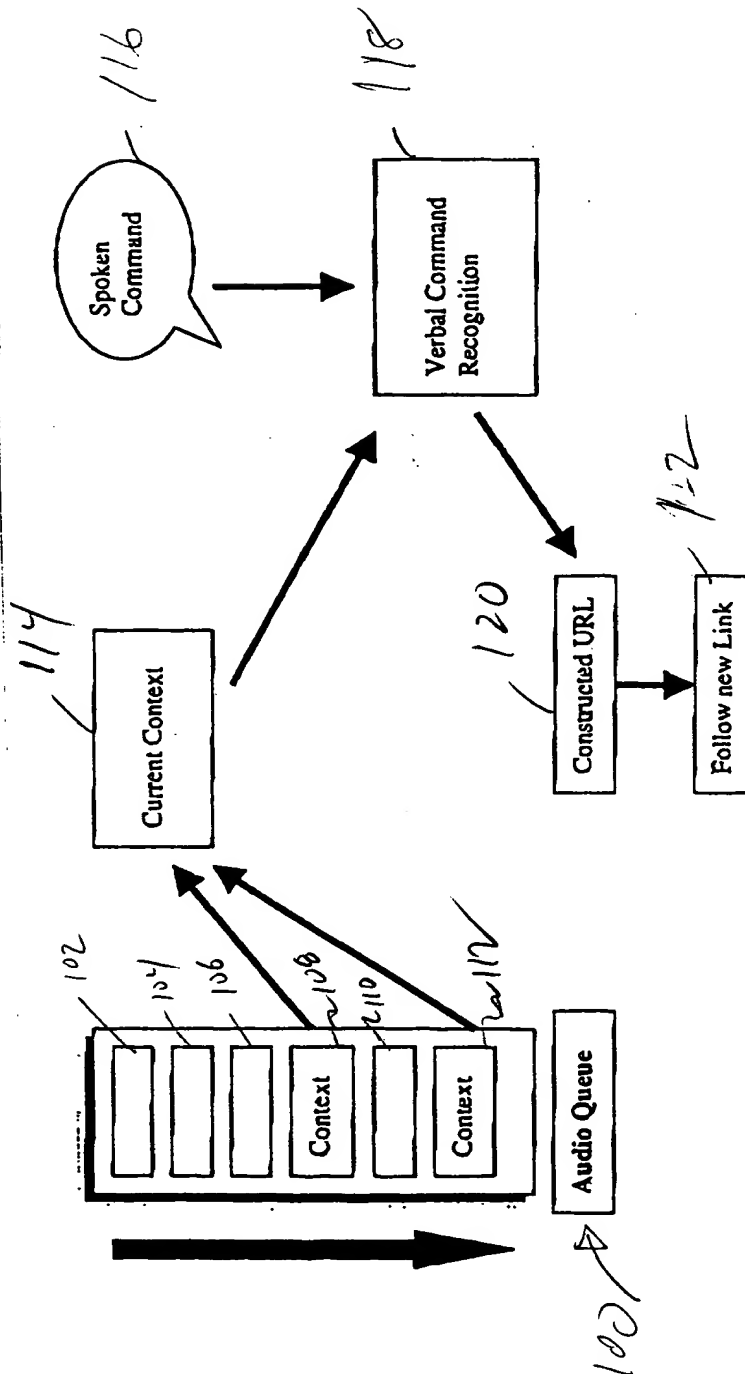 116
Spoken
Command
118
Verbal Command
Recognition
114
Current Context
120
Constructed URL
Follow new Link
102
104
106
108
Context
110
112
Context
Audio Queue
100